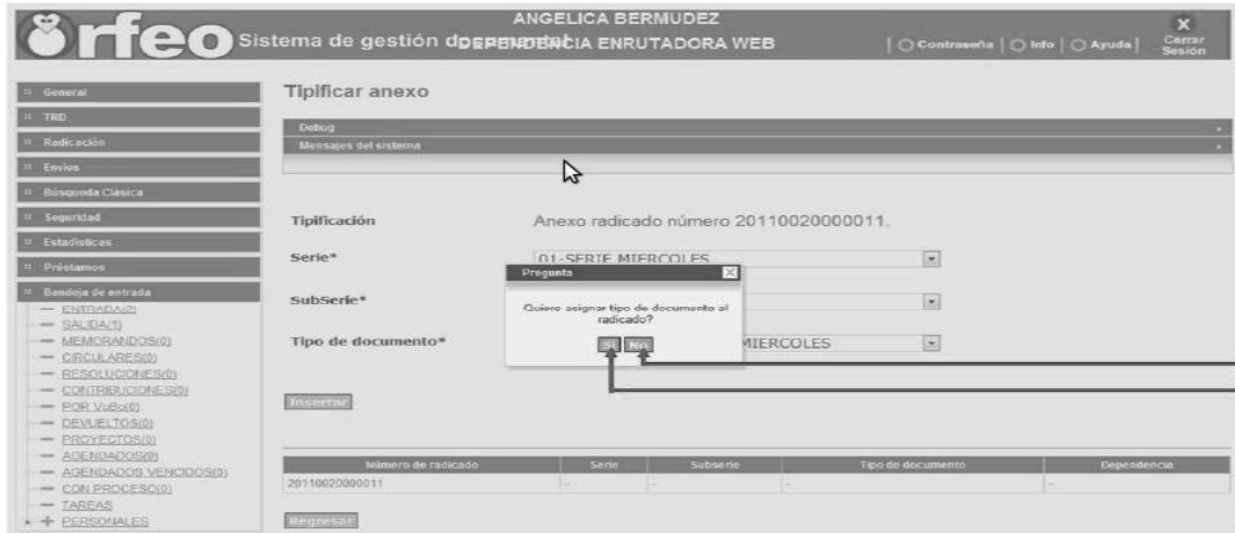 Orfeo Sistema de gestión documental
ANGELICA BERMUDEZ
DEPENDENCIA ENRUTADORA WEB
| Contraseña | Info | Ayuda |
X
Cerrar
Sesión
General
TRD
Radicación
Envios
Búsqueda Clásica
Seguridad
Estadísticas
Préstamos
Bandeja de entrada
ENTRADA(2)
SALIDA(1)
MEMORANDOS(0)
CIRCULARES(0)
RESOLUCIONES(0)
CONTRIBUCIONES(0)
POR VoBo(0)
DEVUELTOS(0)
PROYECTOS(0)
AGENDADOS(0)
AGENDADOS VENCIDOS(0)
CON PROCESO(0)
TAREAS
PERSONALES
Tipificar anexo
Debug
Mensajes del sistema
Tipificación
Anexo radicado número 20110020000011.
Serie*
01-SERIE MIERCOLES
SubSerie*
Tipo de documento*
MIERCOLES
Pregunta
X
Quiere asignar tipo de documento al
radicado?
Si No
Insertar
Número de radicado Serie Subserie Tipo de documento Dependencia
20110020000011 - - - -
Regresar